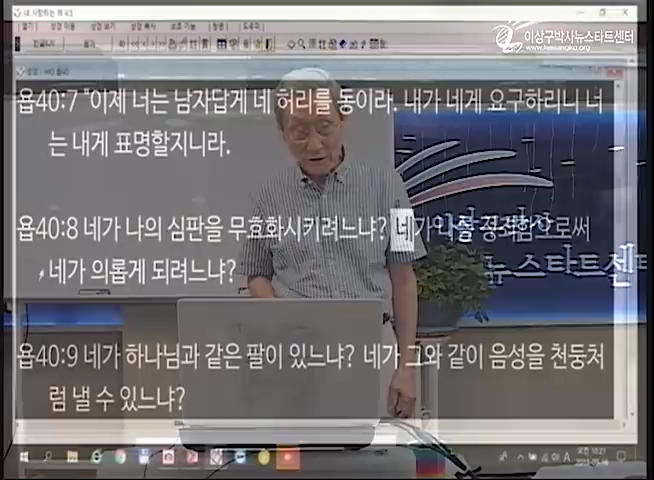 이상구박사뉴스타트센터
www.leesangku.org
욥40:7 "이제 너는 남자답게 네 허리를 동이라. 내가 네게 요구하리니 너
는 내게 표명할지니라.
욥40:8 네가 나의 심판을 무효화시키려느냐? 네가 나를 정죄함으로써
네가 의롭게 되려느냐?
욥40:9 네가 하나님과 같은 팔이 있느냐? 네가 그와 같이 음성을 천둥처
럼 낼 수 있느냐?
뉴스타트센